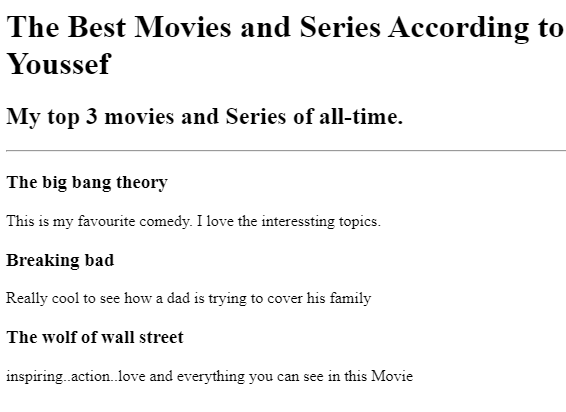 The Best Movies and Series According to
Youssef
My top 3 movies and Series of all-time.
The big bang theory
This is my favourite comedy. I love the interessting topics.
Breaking bad
Really cool to see how a dad is trying to cover his family
The wolf of wall street
inspiring..action..love and everything you can see in this Movie